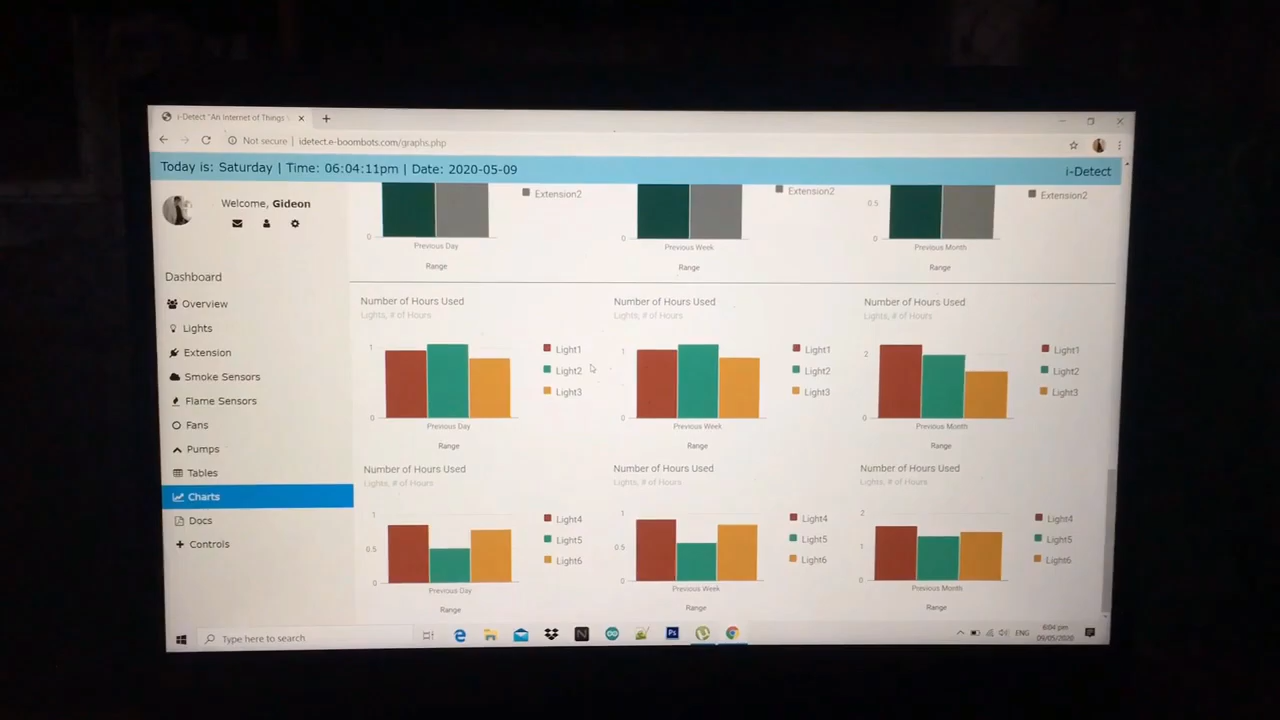 i-Detect "An Internet of Things
Not secure | idetect.e-boombots.com/graphs.php
Today is: Saturday | Time: 06:04:11pm | Date: 2020-05-09
i-Detect
Welcome, Gideon
Dashboard
Overview
Lights
Extension
Smoke Sensors
Flame Sensors
Fans
Pumps
Tables
Charts
Docs
Controls
Extension2
0
Previous Day
Range
Extension2
0
Previous Week
Range
Extension2
0.5
0
Previous Month
Range
Number of Hours Used
Lights, # of Hours
1
0
Light1
Light2
Light3
Previous Day
Range
Number of Hours Used
Lights, # of Hours
1
0
Light1
Light2
Light3
Previous Week
Range
Number of Hours Used
Lights, # of Hours
2
0
Light1
Light2
Light3
Previous Month
Range
Number of Hours Used
Lights, # of Hours
1
0.5
0
Light4
Light5
Light6
Previous Day
Range
Number of Hours Used
Lights, # of Hours
1
0.5
0
Light4
Light5
Light6
Previous Week
Range
Number of Hours Used
Lights, # of Hours
2
1
0
Light4
Light5
Light6
Previous Month
Range
Type here to search
N
Ps
ENG
6:04 pm
09/05/2020